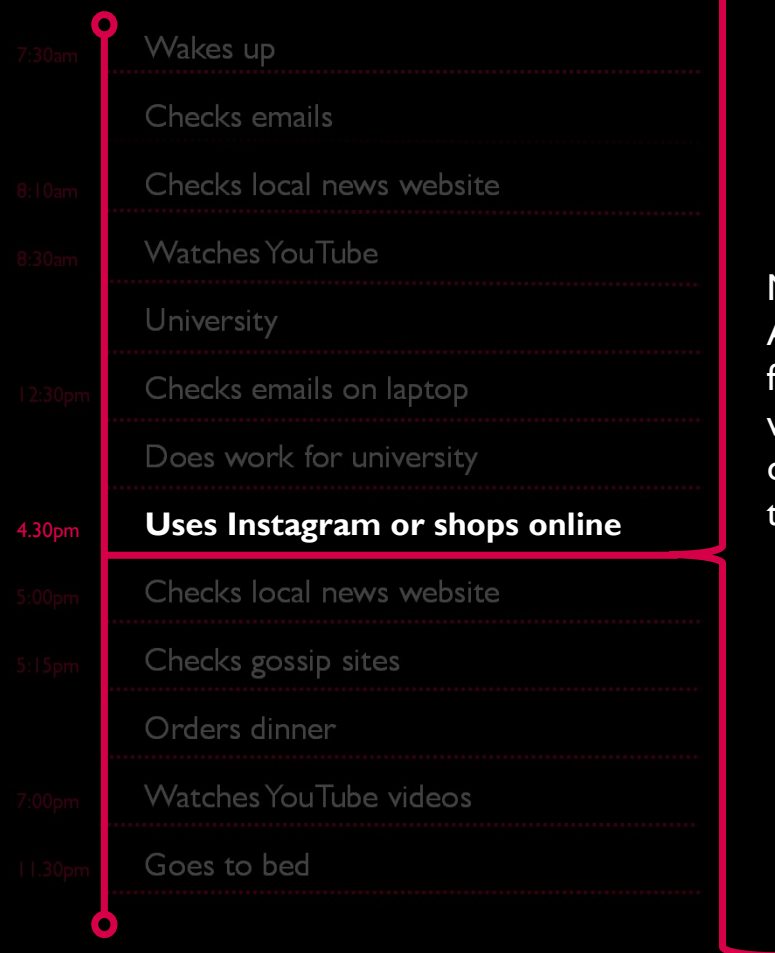 7:30am Wakes up
Checks emails
8:10am Checks local news website
8:30am Watches YouTube
University
12:30pm Checks emails on laptop
Does work for university
4.30pm Uses Instagram or shops online
5:00pm Checks local news website
5:15pm Checks gossip sites
Orders dinner
7:00pm Watches YouTube videos
11.30pm Goes to bed